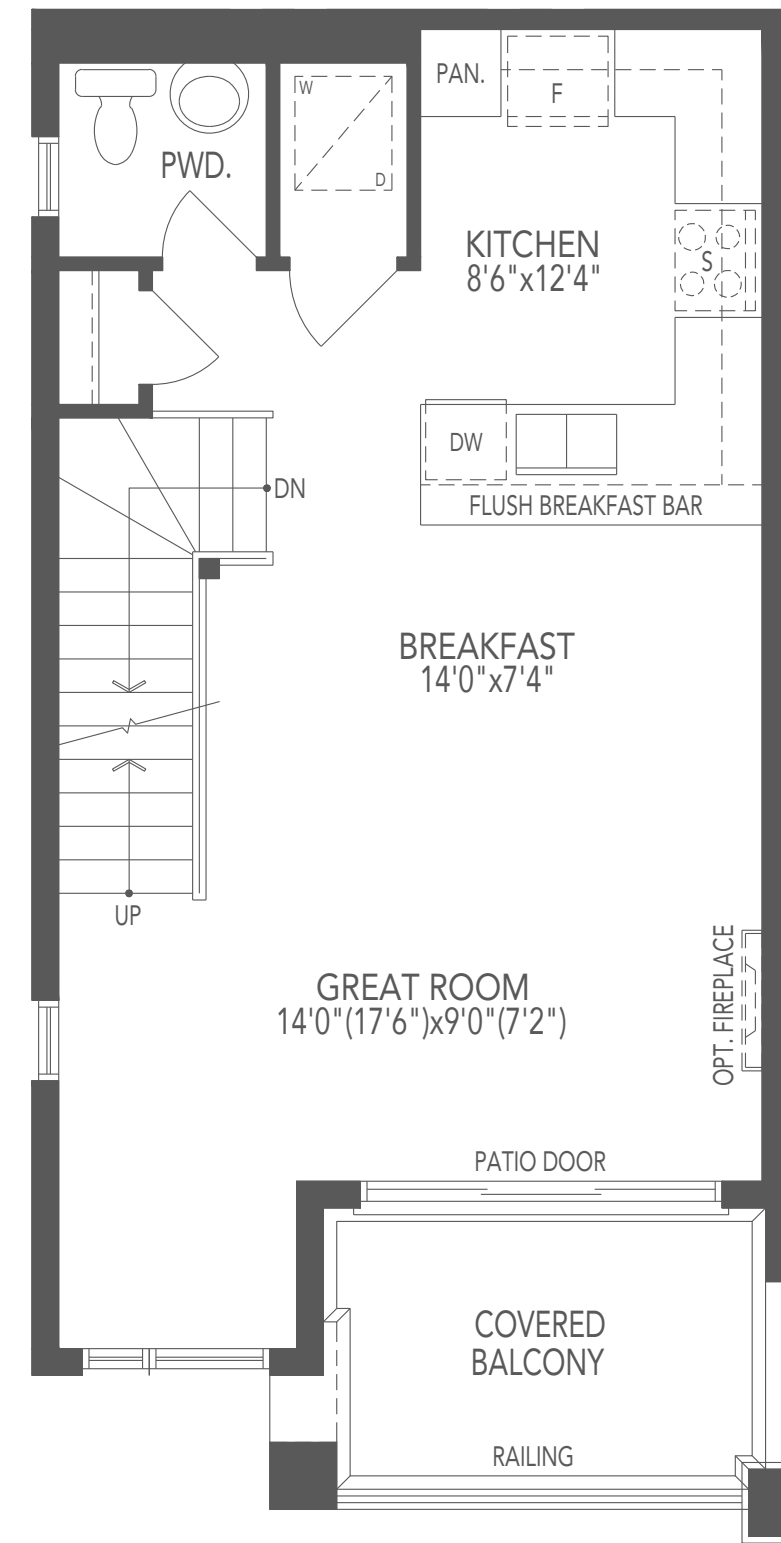 PAN.
F
W
D
PWD.
KITCHEN
8'6"x12'4"
S
DW
DN
FLUSH BREAKFAST BAR
BREAKFAST
14'0"x7'4"
UP
OPT. FIREPLACE
GREAT ROOM
14'0"(17'6")x9'0"(7'2")
PATIO DOOR
COVERED
BALCONY
RAILING